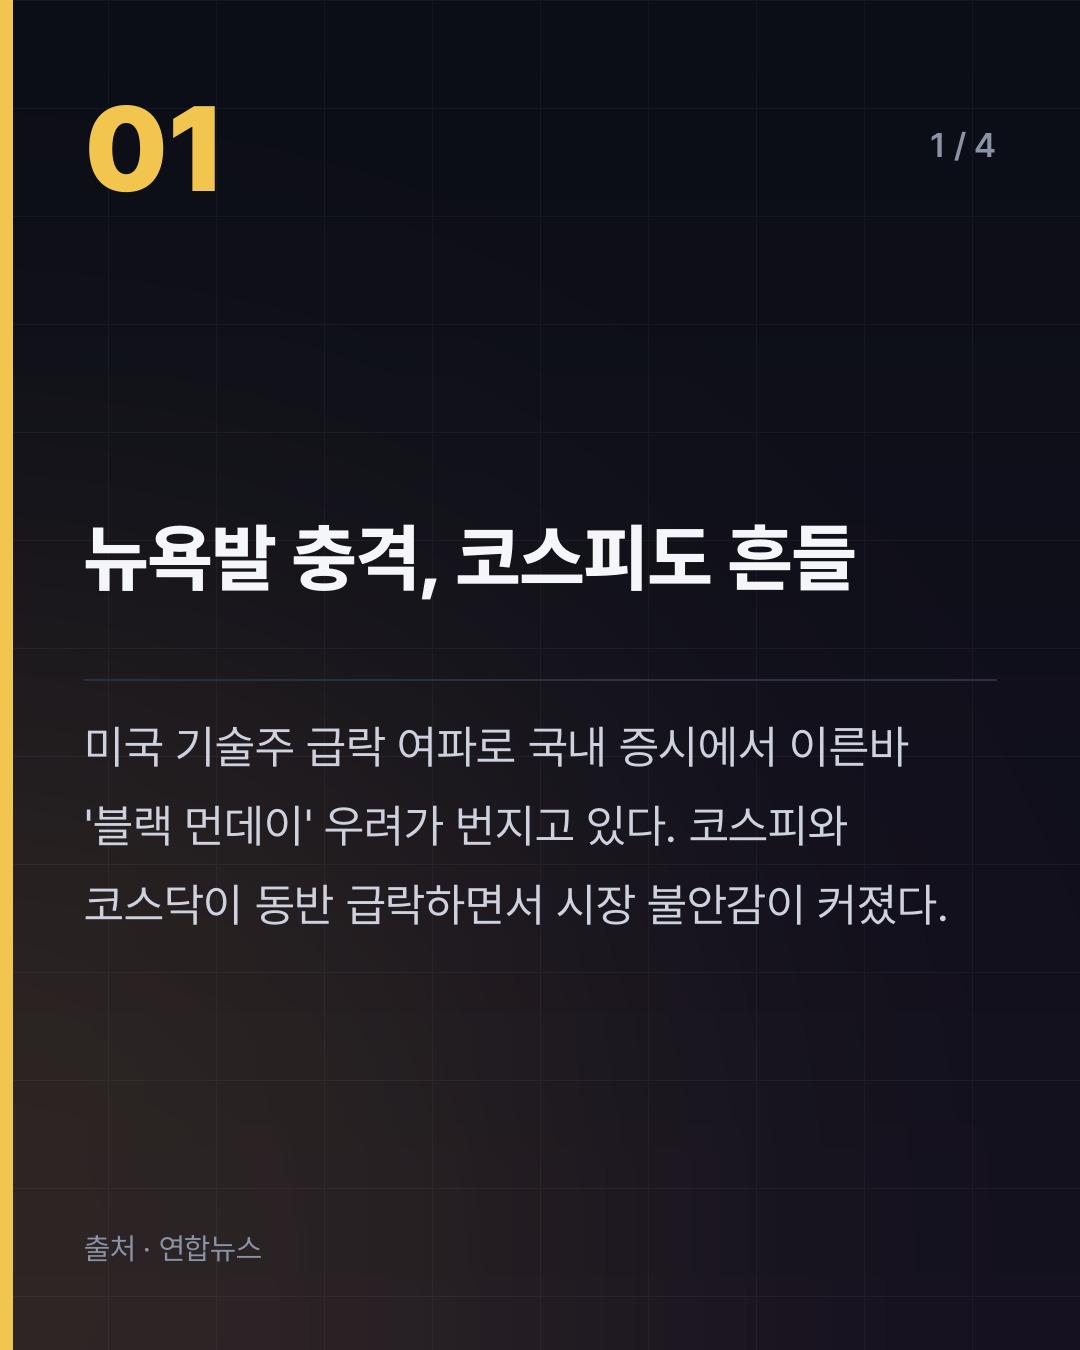 01
1 / 4
뉴욕발 충격, 코스피도 흔들
미국 기술주 급락 여파로 국내 증시에서 이른바
'블랙 먼데이' 우려가 번지고 있다. 코스피와
코스닥이 동반 급락하면서 시장 불안감이 커졌다.
출처 · 연합뉴스